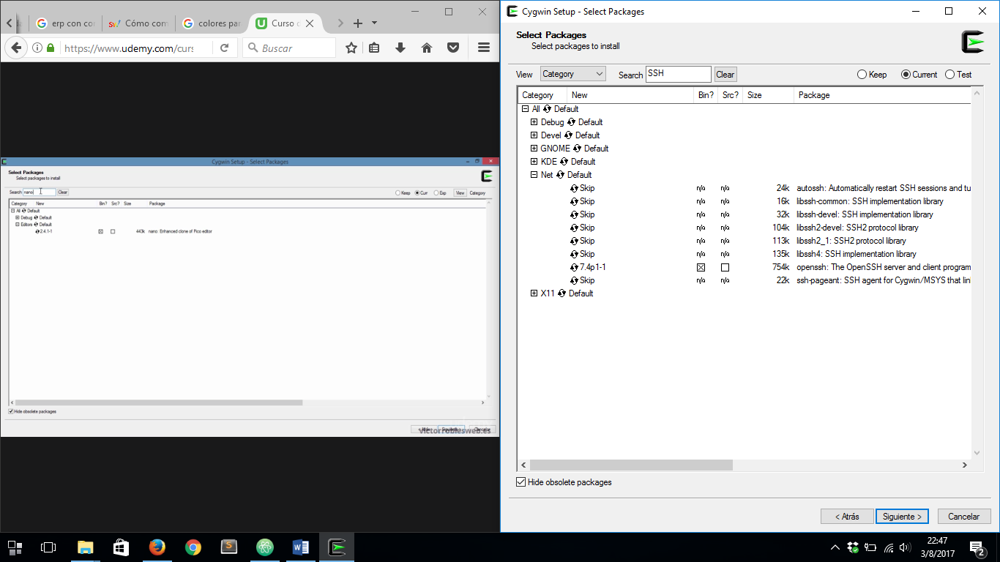 erp con cor
Cómo com
colores par
Curso c
https://www.udemy.com/curs
Buscar
Cygwin Setup - Select Packages
Select Packages
Select packages to install
Search nano Clear
Keep Curr Exp View Category
Category New Bin? Src? Size Package
All Default
Debug Default
Editors Default
2.4.1-1 443k nano: Enhanced clone of Pico editor
Hide obsolete packages
Cancelar
victorroblesweb.es
Cygwin Setup - Select Packages
Select Packages
Select packages to install
View Category Search SSH Clear Keep Current Test
Category New Bin? Src? Size Package
All Default
Debug Default
Devel Default
GNOME Default
KDE Default
Net Default
Skip n/a n/a 24k autossh: Automatically restart SSH sessions and tu
Skip n/a n/a 16k libssh-common: SSH implementation library
Skip n/a n/a 32k libssh-devel: SSH implementation library
Skip n/a n/a 104k libssh2-devel: SSH2 protocol library
Skip n/a n/a 113k libssh2_1: SSH2 protocol library
Skip n/a n/a 135k libssh4: SSH implementation library
7.4p1-1 754k openssh: The OpenSSH server and client program
Skip n/a n/a 22k ssh-pageant: SSH agent for Cygwin/MSYS that lin
X11 Default
Hide obsolete packages
< Atrás Siguiente > Cancelar
22:47
3/8/2017
2